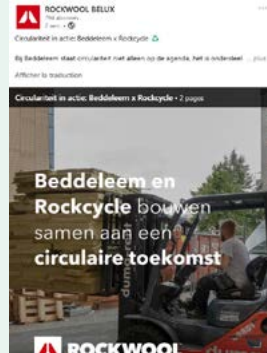 ROCKWOOL BELUX
Circulariteit in actie: Beddeleem x Rockcycle
Bij Beddeleem staat circulariteit niet alleen op de agenda, het is onderdeel ... plus
Afficher la traduction
Circulariteit in actie: Beddeleem x Rockcycle • 2 pages
Beddeleem en
Rockcycle bouwen
samen aan een
circulaire toekomst
ROCKWOOL